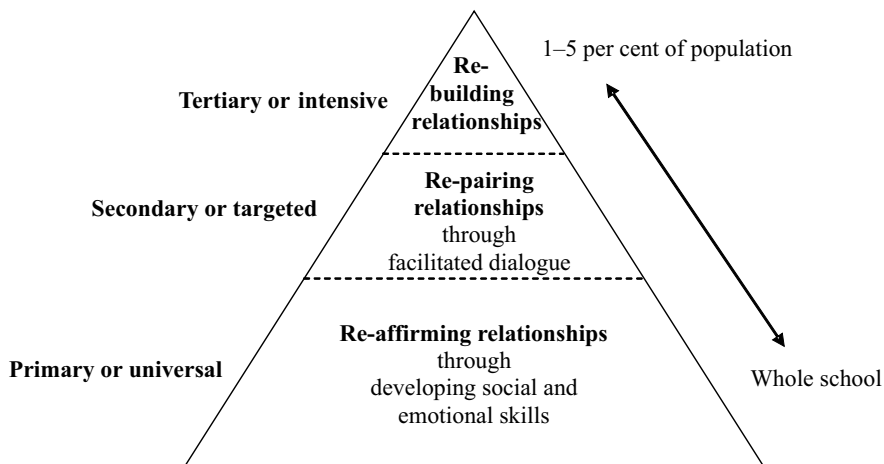 1–5 per cent of population
Re-
building
relationships
Tertiary or intensive
Re-pairing
relationships
through
facilitated dialogue
Secondary or targeted
Re-affirming relationships
through
developing social and
emotional skills
Primary or universal
Whole school